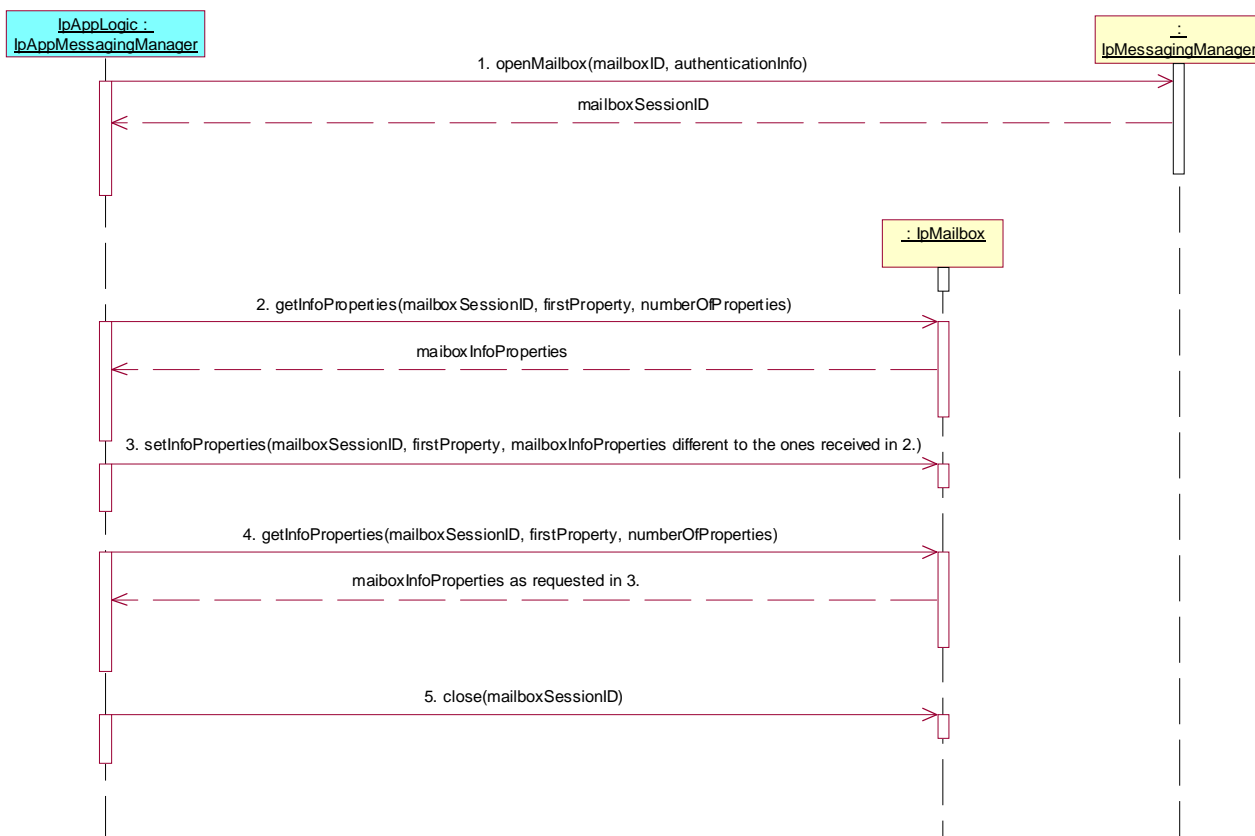 IpAppLogic :
IpAppMessagingManager
:
IpMessagingManager
1. openMailbox(mailboxID, authenticationInfo)
mailboxSessionID
: IpMailbox
2. getInfoProperties(mailboxSessionID, firstProperty, numberOfProperties)
maiboxInfoProperties
3. setInfoProperties(mailboxSessionID, firstProperty, mailboxInfoProperties different to the ones received in 2.)
4. getInfoProperties(mailboxSessionID, firstProperty, numberOfProperties)
maiboxInfoProperties as requested in 3.
5. close(mailboxSessionID)